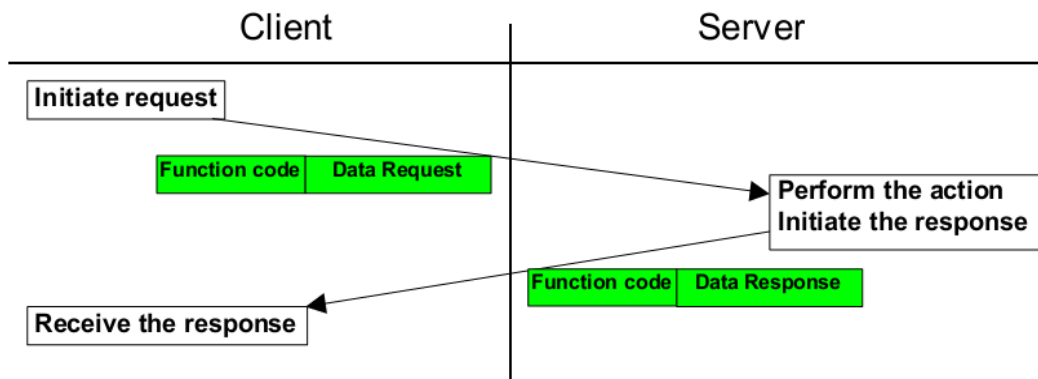 Client
Server
Initiate request
Function code
Data Request
Perform the action
Initiate the response
Function code
Data Response
Receive the response